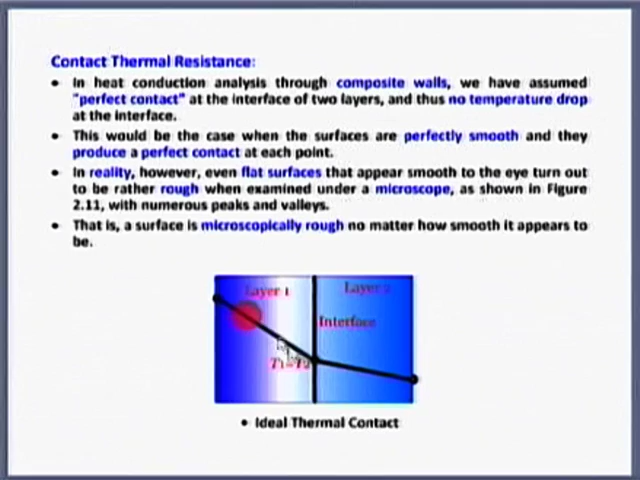 Contact Thermal Resistance:
• In heat conduction analysis through composite walls, we have assumed
"perfect contact" at the interface of two layers, and thus no temperature drop
at the interface.
• This would be the case when the surfaces are perfectly smooth and they
produce a perfect contact at each point.
• In reality, however, even flat surfaces that appear smooth to the eye turn out
to be rather rough when examined under a microscope, as shown in Figure
2.11, with numerous peaks and valleys.
• That is, a surface is microscopically rough no matter how smooth it appears to
be.
Layer 1
Layer 2
Interface
T1=T2
• Ideal Thermal Contact